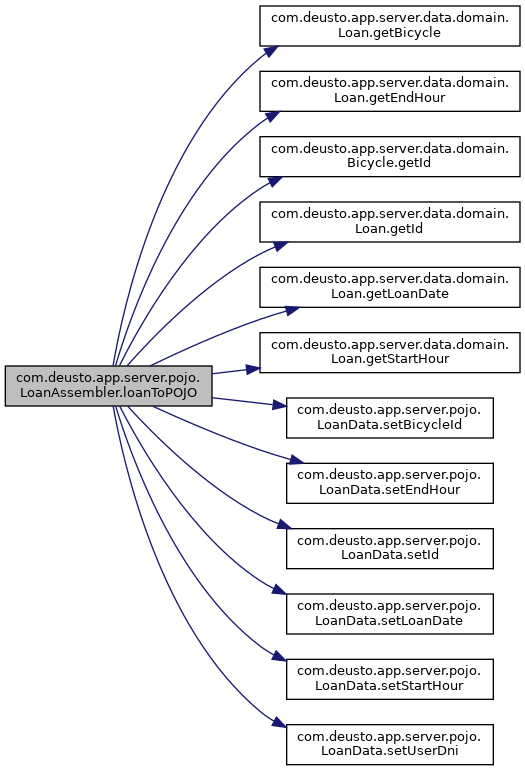 com.deusto.app.server.data.domain.
Loan.getBicycle
com.deusto.app.server.data.domain.
Loan.getEndHour
com.deusto.app.server.data.domain.
Bicycle.getId
com.deusto.app.server.data.domain.
Loan.getId
com.deusto.app.server.data.domain.
Loan.getLoanDate
com.deusto.app.server.data.domain.
Loan.getStartHour
com.deusto.app.server.pojo.
LoanAssembler.loanToPOJO
com.deusto.app.server.pojo.
LoanData.setBicycleId
com.deusto.app.server.pojo.
LoanData.setEndHour
com.deusto.app.server.pojo.
LoanData.setId
com.deusto.app.server.pojo.
LoanData.setLoanDate
com.deusto.app.server.pojo.
LoanData.setStartHour
com.deusto.app.server.pojo.
LoanData.setUserDni